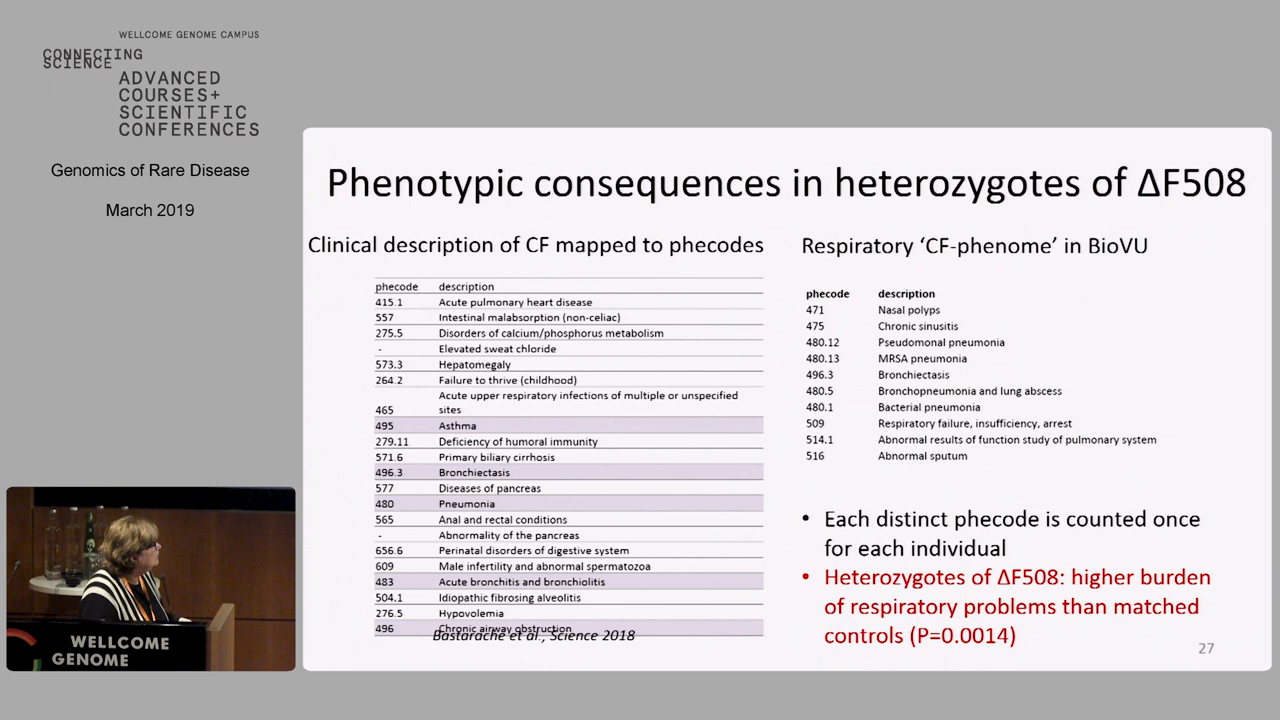 WELLCOME GENOME CAMPUS
CONNECTING
SCIENCE
ADVANCED
COURSES+
SCIENTIFIC
CONFERENCES
Genomics of Rare Disease
March 2019
Phenotypic consequences in heterozygotes of ΔF508
Clinical description of CF mapped to phecodes
phecode description
415.1 Acute pulmonary heart disease
557 Intestinal malabsorption (non-celiac)
275.5 Disorders of calcium/phosphorus metabolism
- Elevated sweat chloride
573.3 Hepatomegaly
264.2 Failure to thrive (childhood)
Acute upper respiratory infections of multiple or unspecified
465 sites
495 Asthma
279.11 Deficiency of humoral immunity
571.6 Primary biliary cirrhosis
496.3 Bronchiectasis
577 Diseases of pancreas
480 Pneumonia
565 Anal and rectal conditions
- Abnormality of the pancreas
656.6 Perinatal disorders of digestive system
609 Male infertility and abnormal spermatozoa
483 Acute bronchitis and bronchiolitis
504.1 Idiopathic fibrosing alveolitis
276.5 Hypovolemia
496 Chronic airway obstruction
Bastarache et al., Science 2018
Respiratory ‘CF-phenome’ in BioVU
phecode description
471 Nasal polyps
475 Chronic sinusitis
480.12 Pseudomonal pneumonia
480.13 MRSA pneumonia
496.3 Bronchiectasis
480.5 Bronchopneumonia and lung abscess
480.1 Bacterial pneumonia
509 Respiratory failure, insufficiency, arrest
514.1 Abnormal results of function study of pulmonary system
516 Abnormal sputum
• Each distinct phecode is counted once
for each individual
• Heterozygotes of ΔF508: higher burden
of respiratory problems than matched
controls (P=0.0014)
27
WELLCOME
GENOME